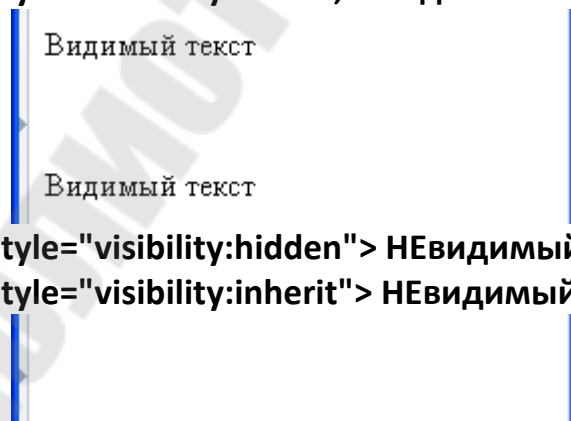 Видимый текст
Видимый текст
tyle="visibility:hidden"> НЕвидимый
tyle="visibility:inherit"> НЕвидимый